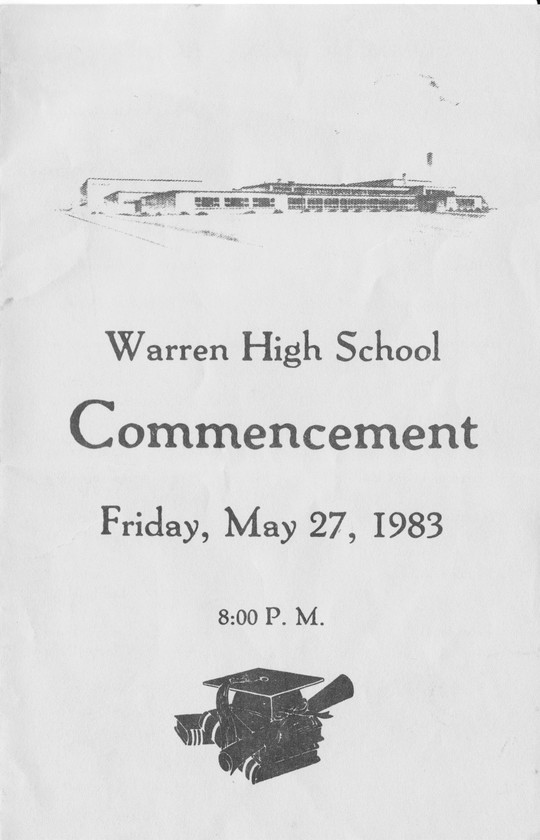 Warren High School
Commencement
Friday, May 27, 1983
8:00 P. M.